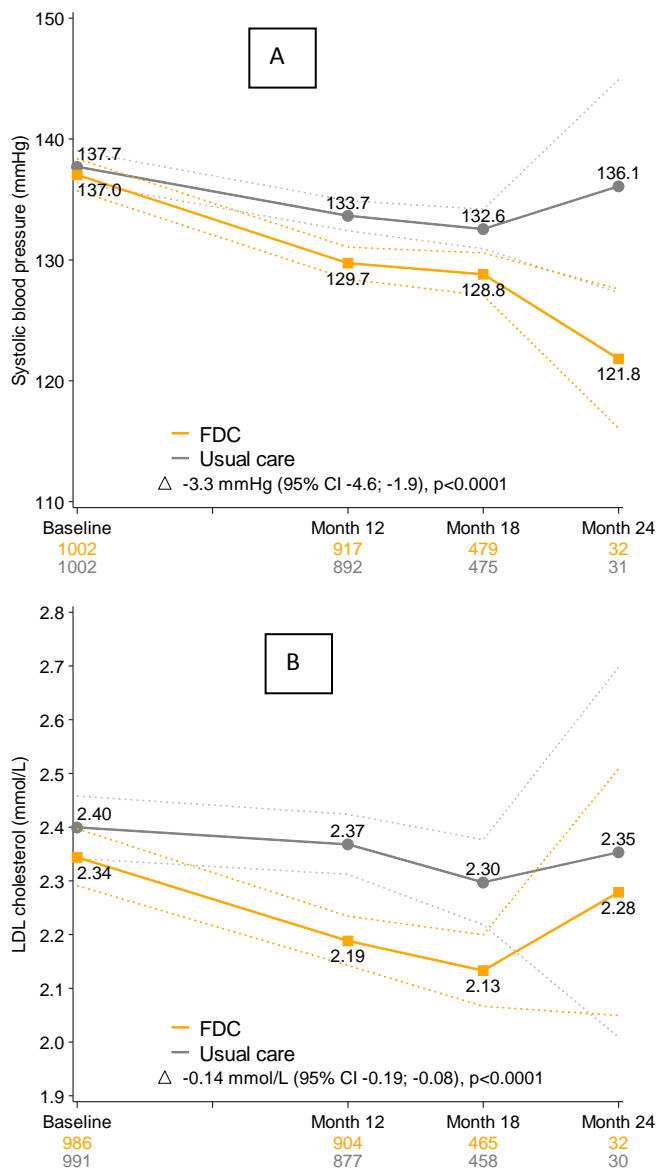 150
A
140
130
120
110
Systolic blood pressure (mmHg)
137.7
137.0
133.7
129.7
132.6
128.8
136.1
121.8
FDC
Usual care
△ -3.3 mmHg (95% CI -4.6; -1.9), p<0.0001
Baseline Month 12 Month 18 Month 24
1002 917 479 32
1002 892 475 31
2.8
B
2.7
2.6
2.5
2.4
2.3
2.2
2.1
2.0
1.9
LDL cholesterol (mmol/L)
2.40
2.34
2.37
2.19
2.30
2.13
2.35
2.28
FDC
Usual care
△ -0.14 mmol/L (95% CI -0.19; -0.08), p<0.0001
Baseline Month 12 Month 18 Month 24
986 904 465 32
991 877 458 30